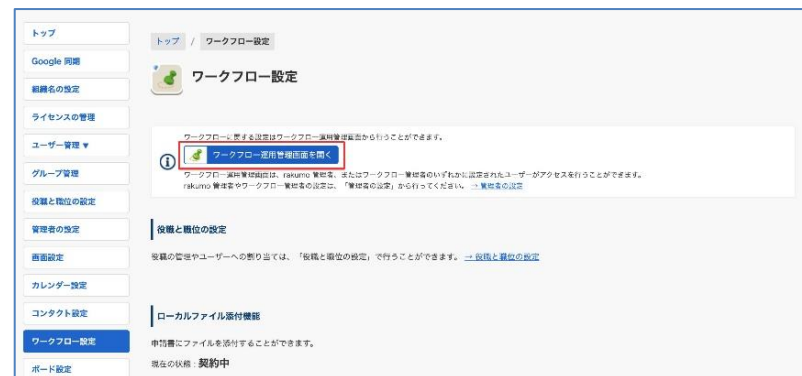 トップ
Google 同期
組織名の設定
ライセンスの管理
ユーザー管理 ▼
グループ管理
役職と職位の設定
管理者の設定
画面設定
カレンダー設定
コンタクト設定
ワークフロー設定
ボード設定
トップ / ワークフロー設定
ワークフロー設定
ワークフローに関する設定はワークフロー運用管理画面から行うことができます。
ワークフロー運用管理画面を開く
ワークフロー運用管理画面は、rakumo 管理者、またはワークフロー管理者のいずれかに設定されたユーザーがアクセスを行うことができます。
rakumo 管理者やワークフロー管理者の設定は、「管理者の設定」から行ってください。 → 管理者の設定
役職と職位の設定
役職の管理やユーザーへの割り当ては、「役職と職位の設定」で行うことができます。 → 役職と職位の設定
ローカルファイル添付機能
申請書にファイルを添付することができます。
現在の状態 : 契約中